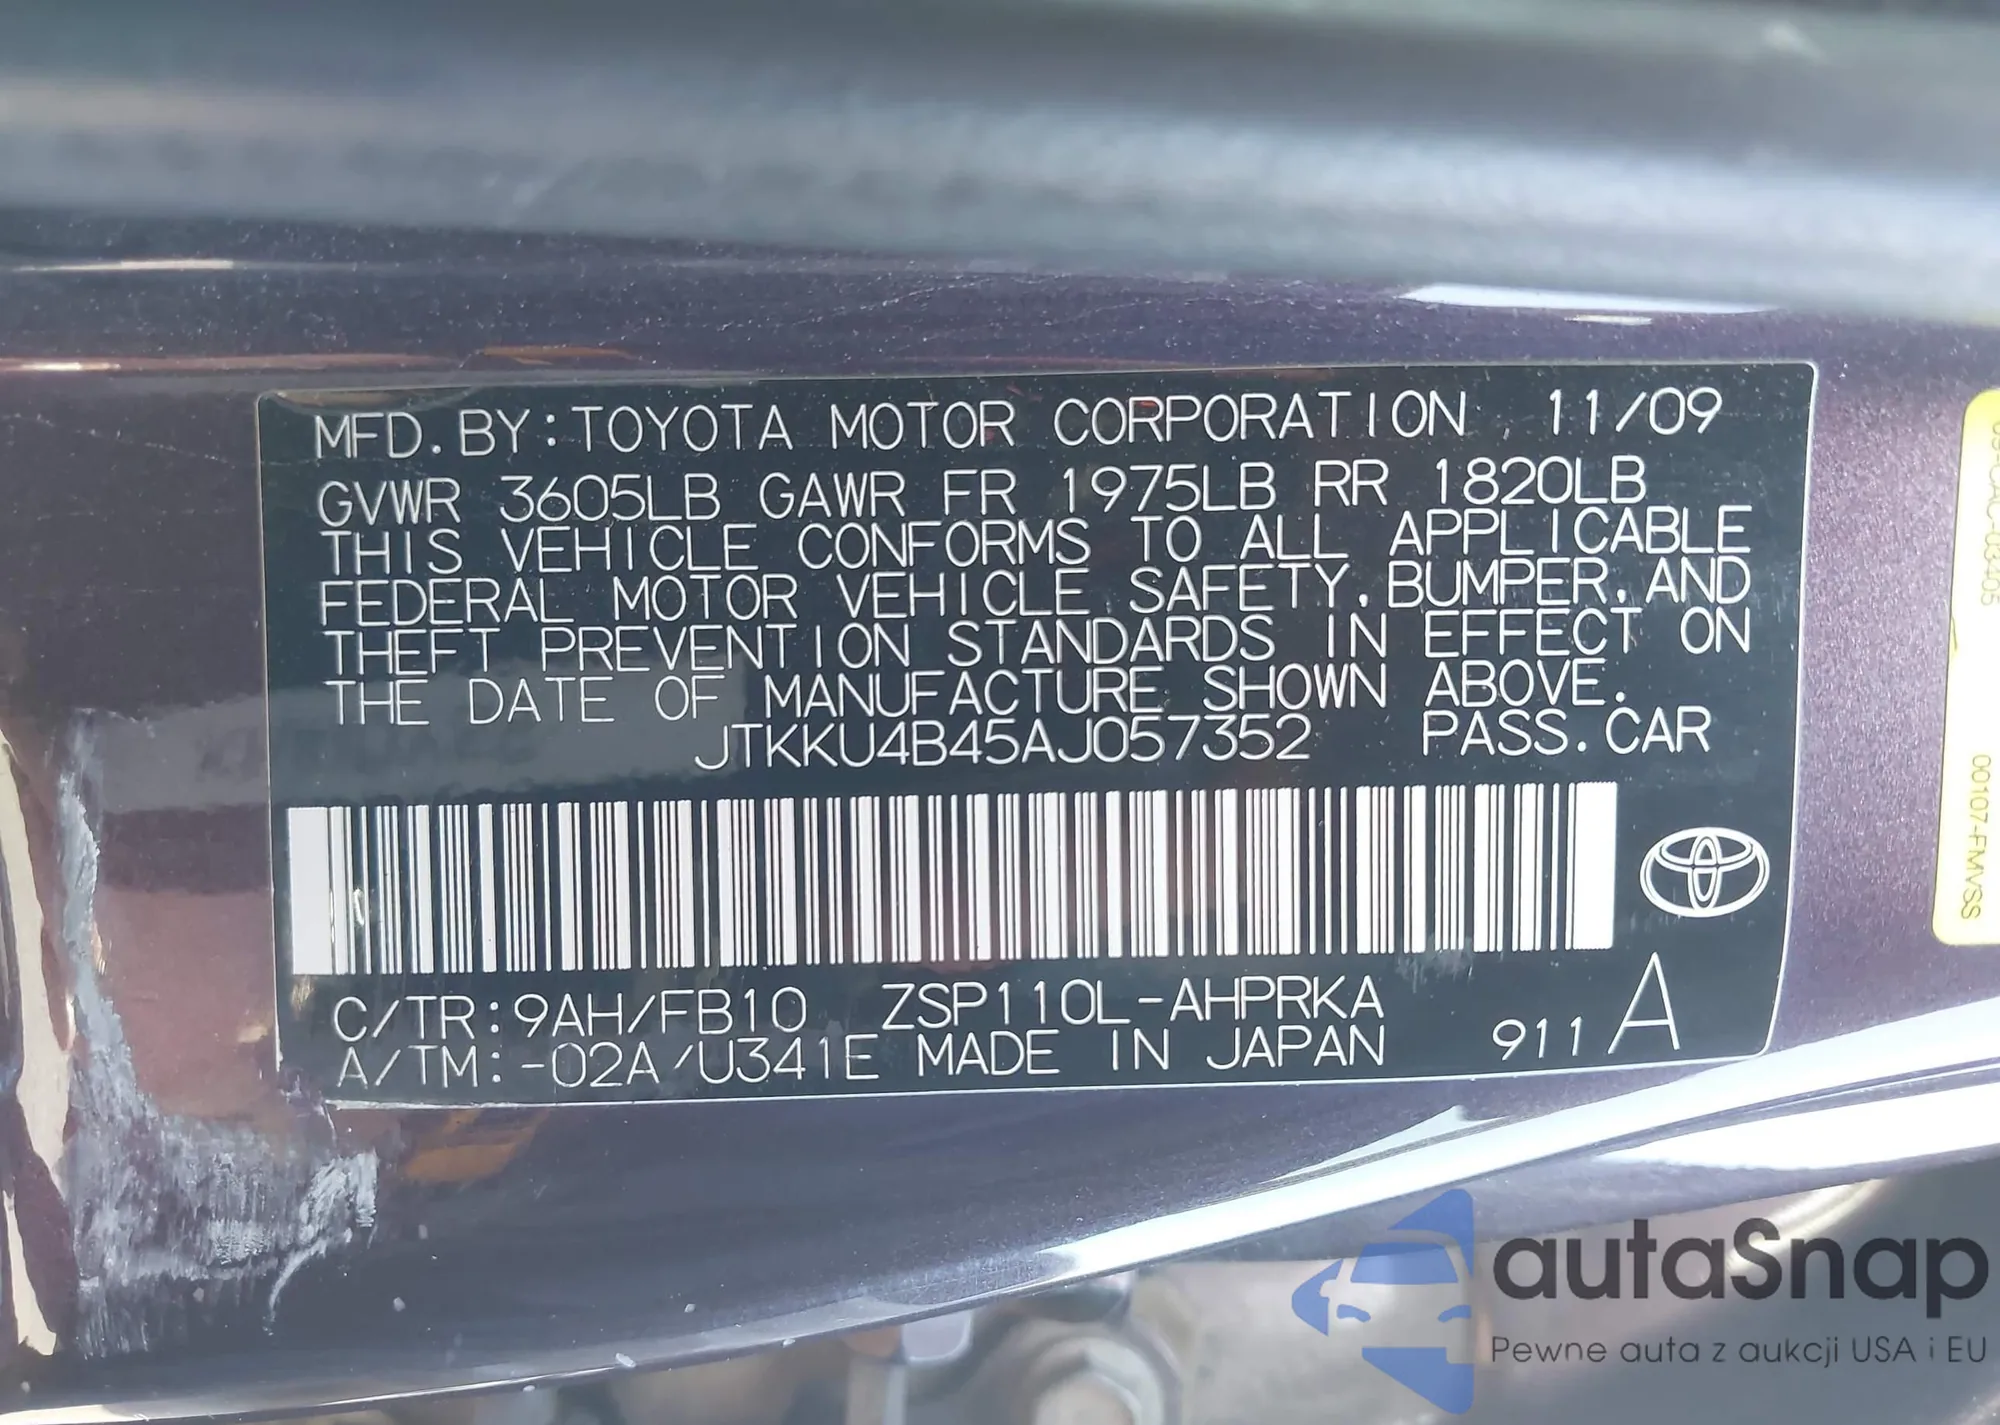 MFD. BY:TOYOTA MOTOR CORPORATION 11/09
GVWR 3605LB GAWR FR 1975LB RR 1820LB
THIS VEHICLE CONFORMS TO ALL APPLICABLE
FEDERAL MOTOR VEHICLE SAFETY, BUMPER, AND
THEFT PREVENTION STANDARDS IN EFFECT ON
THE DATE OF MANUFACTURE SHOWN ABOVE.
JTKKU4B45AJ057352 PASS. CAR
C/TR:9AH/FB10 ZSP110L-AHPRKA
A/TM:-02A/U341E MADE IN JAPAN 911A
00107-FMVSS
autaSnap
Pewne auta z aukcji USA i EU